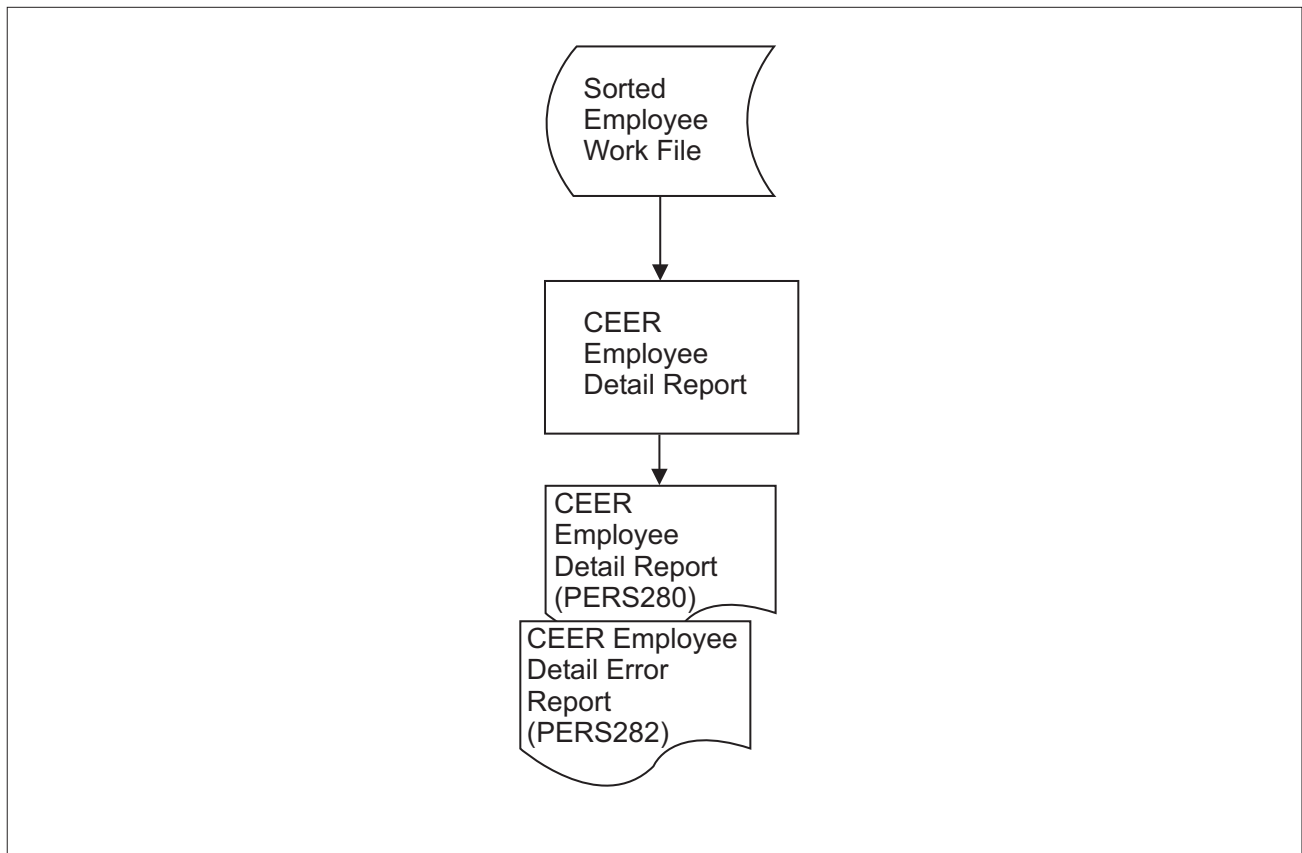 Sorted
Employee
Work File
CEER
Employee
Detail Report
CEER
Employee
Detail Report
(PERS280)
CEER Employee
Detail Error
Report
(PERS282)